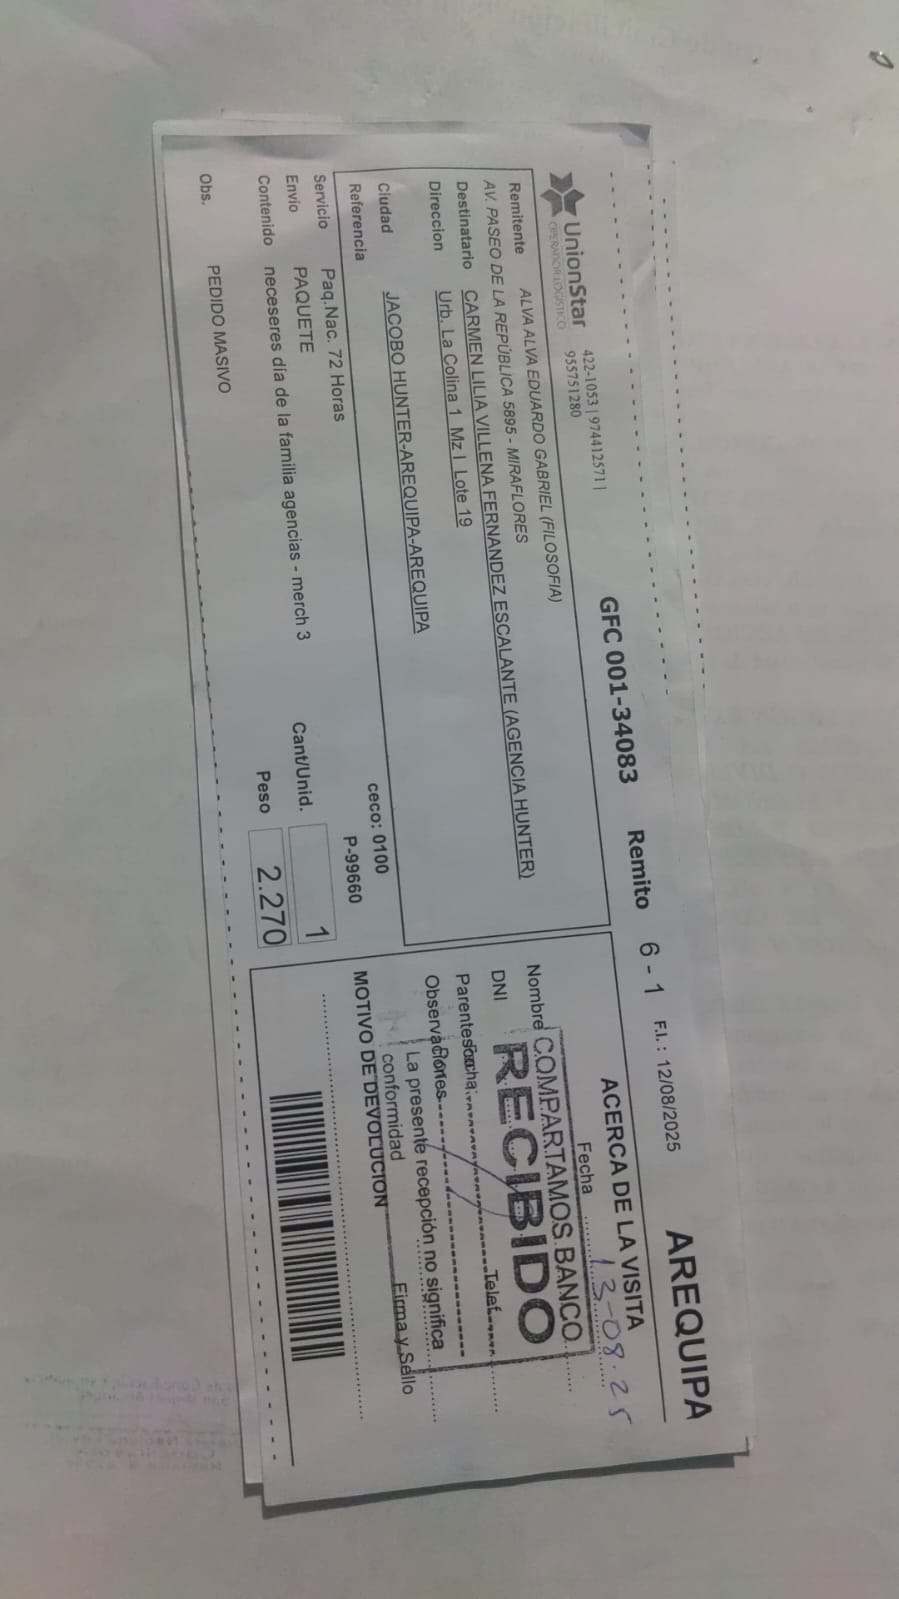 UnionStar
OPERADOR LOGISTICO
422-1053 | 974412571 |
955751280
GFC 001-34083 Remito 6 - 1 F.I. : 12/08/2025 AREQUIPA
Remitente ALVA ALVA EDUARDO GABRIEL (FILOSOFIA)
AV. PASEO DE LA REPÚBLICA 5895 - MIRAFLORES
Destinatario CARMEN LILIA VILLENA FERNANDEZ ESCALANTE (AGENCIA HUNTER)
Direccion Urb. La Colina 1 Mz I Lote 19
Ciudad JACOBO HUNTER-AREQUIPA-AREQUIPA
Referencia
ceco: 0100
P-99660
Servicio Paq.Nac. 72 Horas
Envio PAQUETE
Cant/Unid. 1
Contenido neceseres día de la familia agencias - merch 3
Peso 2.270
Obs. PEDIDO MASIVO
ACERCA DE LA VISITA
Fecha 13-08-25
Nombre
COMPARTAMOS BANCO
DNI
RECIBIDO
Parentesco
Fecha: Telef.
Observaciones
La presente recepción no significa
conformidad
Firma y Sello
MOTIVO DE DEVOLUCION